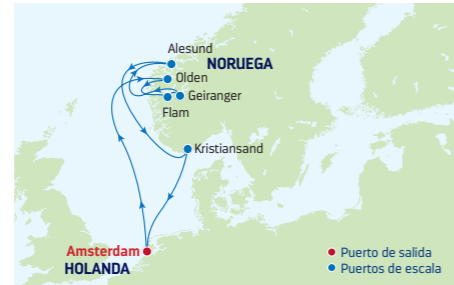 Alesund
NORUEGA
Olden
Geiranger
Flam
Kristiansand
Amsterdam
HOLANDA
Puerto de salida
Puertos de escala